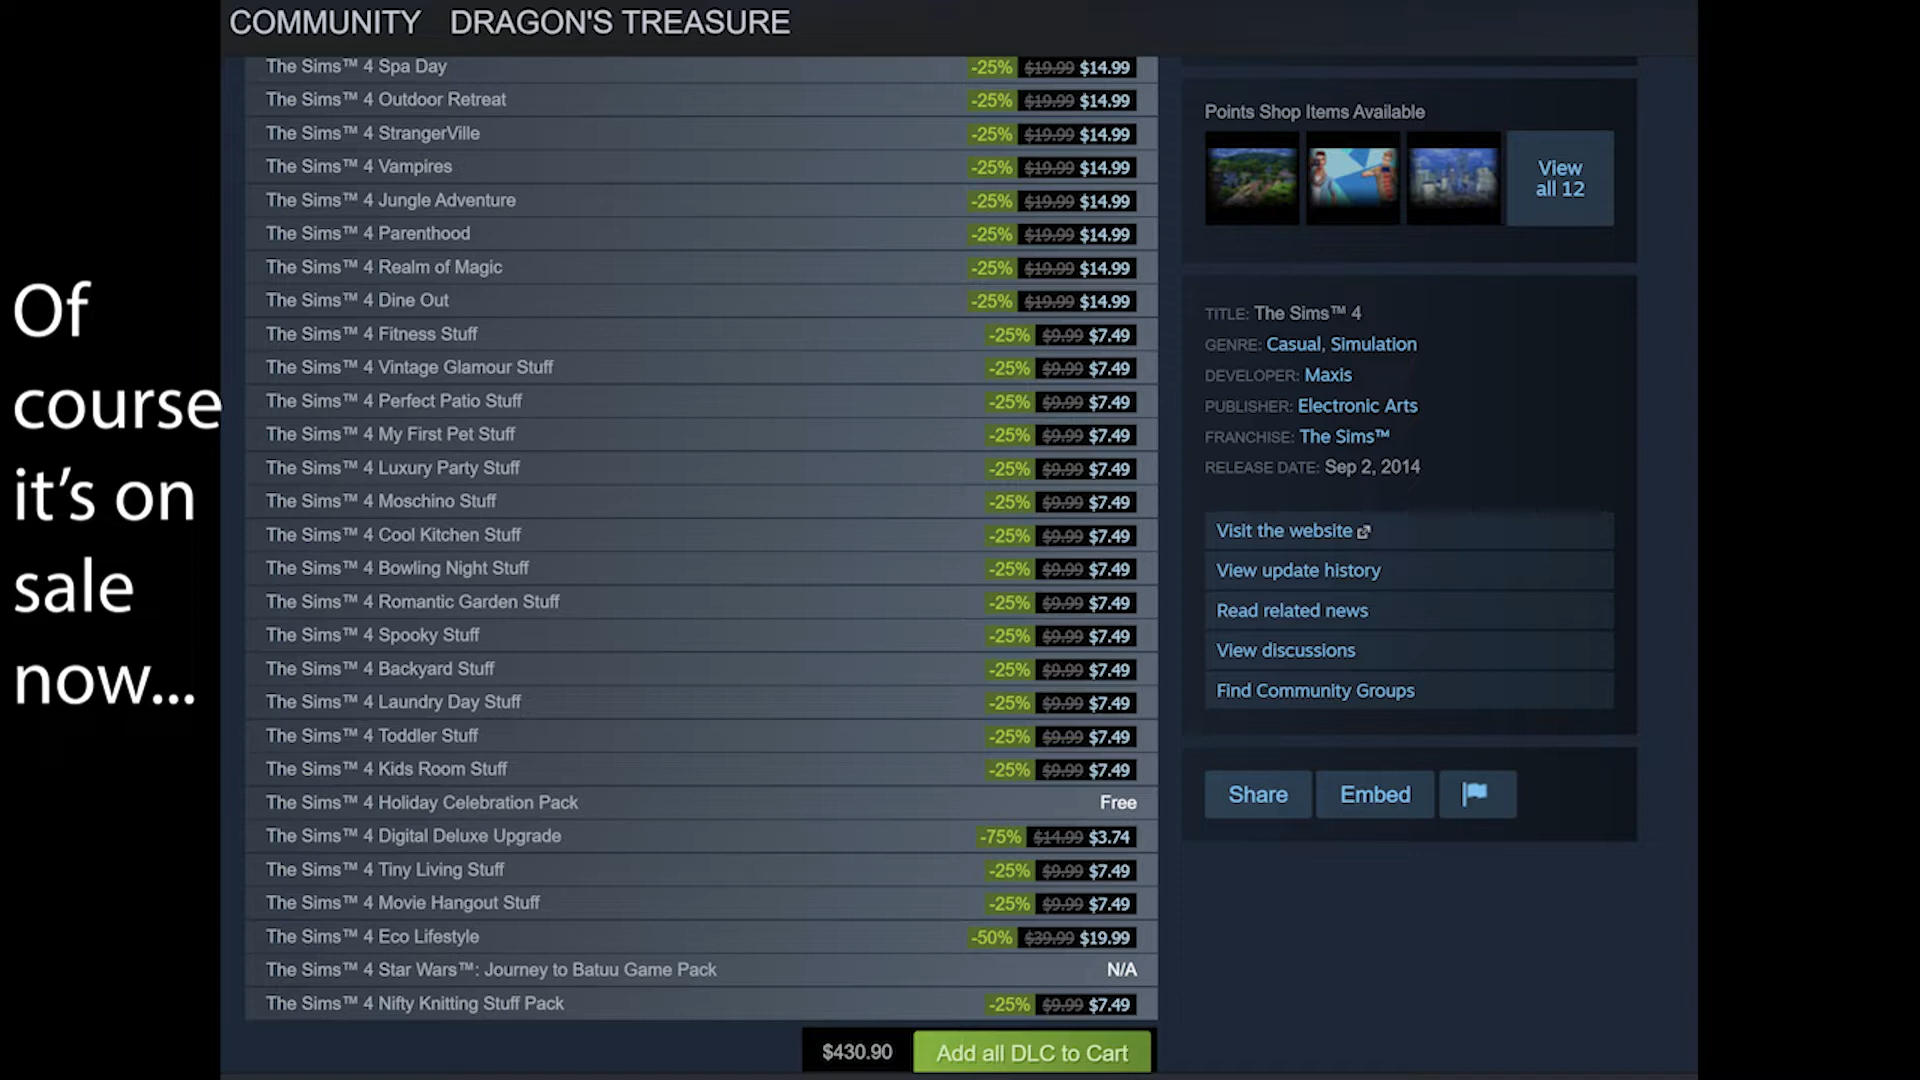 COMMUNITY DRAGON'S TREASURE
The Sims™ 4 Spa Day -25% $19.99 $14.99
The Sims™ 4 Outdoor Retreat -25% $19.99 $14.99
The Sims™ 4 StrangerVille -25% $19.99 $14.99
The Sims™ 4 Vampires -25% $19.99 $14.99
The Sims™ 4 Jungle Adventure -25% $19.99 $14.99
The Sims™ 4 Parenthood -25% $19.99 $14.99
The Sims™ 4 Realm of Magic -25% $19.99 $14.99
The Sims™ 4 Dine Out -25% $19.99 $14.99
The Sims™ 4 Fitness Stuff -25% $9.99 $7.49
The Sims™ 4 Vintage Glamour Stuff -25% $9.99 $7.49
The Sims™ 4 Perfect Patio Stuff -25% $9.99 $7.49
The Sims™ 4 My First Pet Stuff -25% $9.99 $7.49
The Sims™ 4 Luxury Party Stuff -25% $9.99 $7.49
The Sims™ 4 Moschino Stuff -25% $9.99 $7.49
The Sims™ 4 Cool Kitchen Stuff -25% $9.99 $7.49
The Sims™ 4 Bowling Night Stuff -25% $9.99 $7.49
The Sims™ 4 Romantic Garden Stuff -25% $9.99 $7.49
The Sims™ 4 Spooky Stuff -25% $9.99 $7.49
The Sims™ 4 Backyard Stuff -25% $9.99 $7.49
The Sims™ 4 Laundry Day Stuff -25% $9.99 $7.49
The Sims™ 4 Toddler Stuff -25% $9.99 $7.49
The Sims™ 4 Kids Room Stuff -25% $9.99 $7.49
The Sims™ 4 Holiday Celebration Pack Free
The Sims™ 4 Digital Deluxe Upgrade -75% $14.99 $3.74
The Sims™ 4 Tiny Living Stuff -25% $9.99 $7.49
The Sims™ 4 Movie Hangout Stuff -25% $9.99 $7.49
The Sims™ 4 Eco Lifestyle -50% $39.99 $19.99
The Sims™ 4 Star Wars™: Journey to Batuu Game Pack N/A
The Sims™ 4 Nifty Knitting Stuff Pack -25% $9.99 $7.49
$430.90 Add all DLC to Cart
Points Shop Items Available
View
all 12
TITLE: The Sims™ 4
GENRE: Casual, Simulation
DEVELOPER: Maxis
PUBLISHER: Electronic Arts
FRANCHISE: The Sims™
RELEASE DATE: Sep 2, 2014
Visit the website
View update history
Read related news
View discussions
Find Community Groups
Share Embed
Of
course
it's on
sale
now...